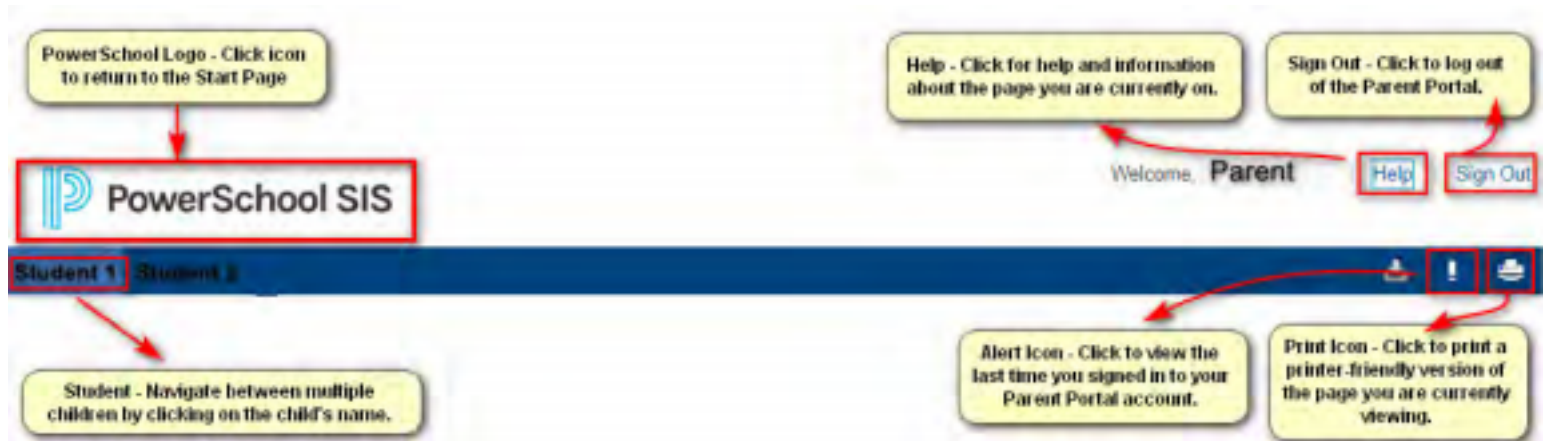 PowerSchool Logo - Click icon
to return to the Start Page
Help - Click for help and information
about the page you are currently on.
Sign Out - Click to log out
of the Parent Portal.
PowerSchool SIS
Welcome, Parent
Help
Sign Out
Student 1
Student 2
Student - Navigate between multiple
children by clicking on the child's name.
Alert Icon - Click to view the
last time you signed in to your
Parent Portal account.
Print Icon - Click to print a
printer-friendly version of
the page you are currently
viewing.